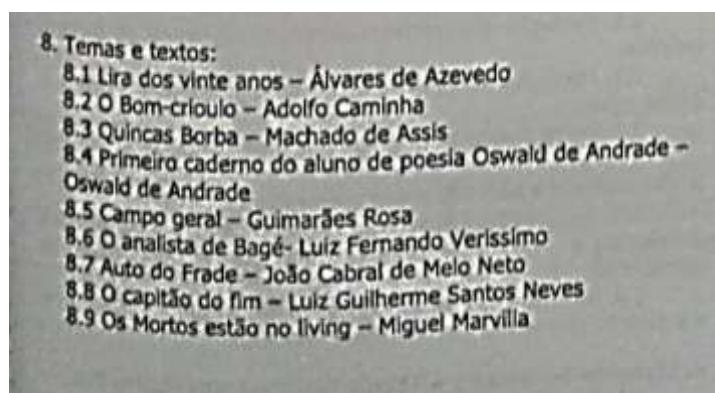 8. Temas e textos:
8.1 Lira dos vinte anos – Álvares de Azevedo
8.2 O Bom-crioulo – Adolfo Caminha
8.3 Quincas Borba – Machado de Assis
8.4 Primeiro caderno do aluno de poesia Oswald de Andrade –
Oswald de Andrade
8.5 Campo geral – Guimarães Rosa
8.6 O analista de Bagé- Luiz Fernando Verissimo
8.7 Auto do Frade – João Cabral de Melo Neto
8.8 O capitão do fim – Luiz Guilherme Santos Neves
8.9 Os Mortos estão no living – Miguel Marvilla